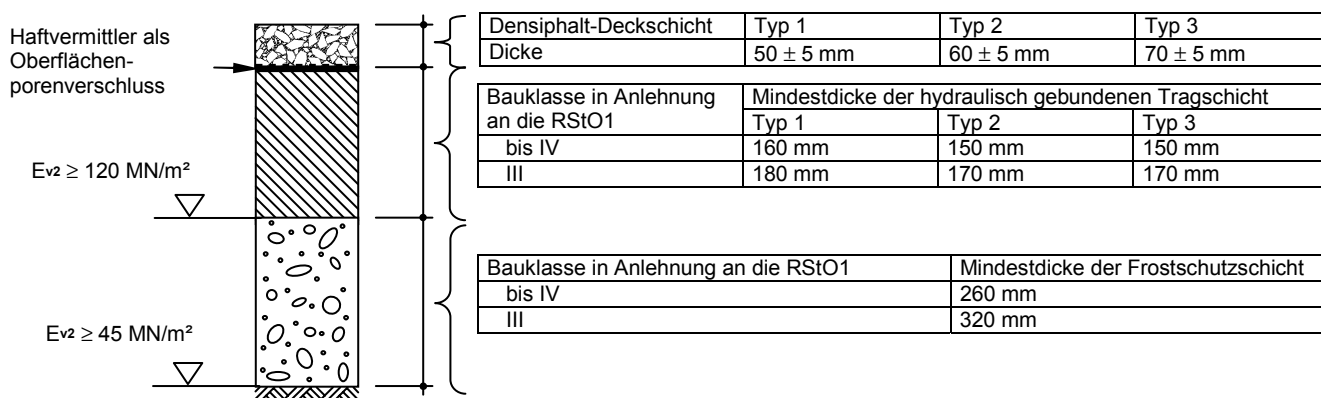 Haftvermittler als
Oberflächen-
porenverschluss
Densiphalt-Deckschicht Typ 1 Typ 2 Typ 3
Dicke 50 ± 5 mm 60 ± 5 mm 70 ± 5 mm
Bauklasse in Anlehnung Mindestdicke der hydraulisch gebundenen Tragschicht
an die RStO1 Typ 1 Typ 2 Typ 3
bis IV 160 mm 150 mm 150 mm
III 180 mm 170 mm 170 mm
Ev2 ≥ 120 MN/m²
Bauklasse in Anlehnung an die RStO1 Mindestdicke der Frostschutzschicht
bis IV 260 mm
III 320 mm
Ev2 ≥ 45 MN/m²